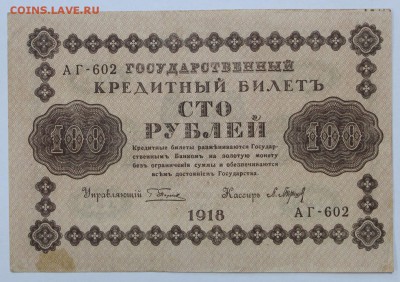 COINS.LAVE.RU
АГ-602 ГОСУДАРСТВЕННЫЙ
КРЕДИТНЫЙ БИЛЕТЪ
СТО
РУБЛЕЙ
100 100
Кредитные билеты размѣниваются Государ-
ственнымъ Банкомъ на золотую монету
безъ ограниченія суммы и обезпечиваются
всѣмъ достояніемъ Государства.
Управляющій
Кассиръ
1918
АГ-602